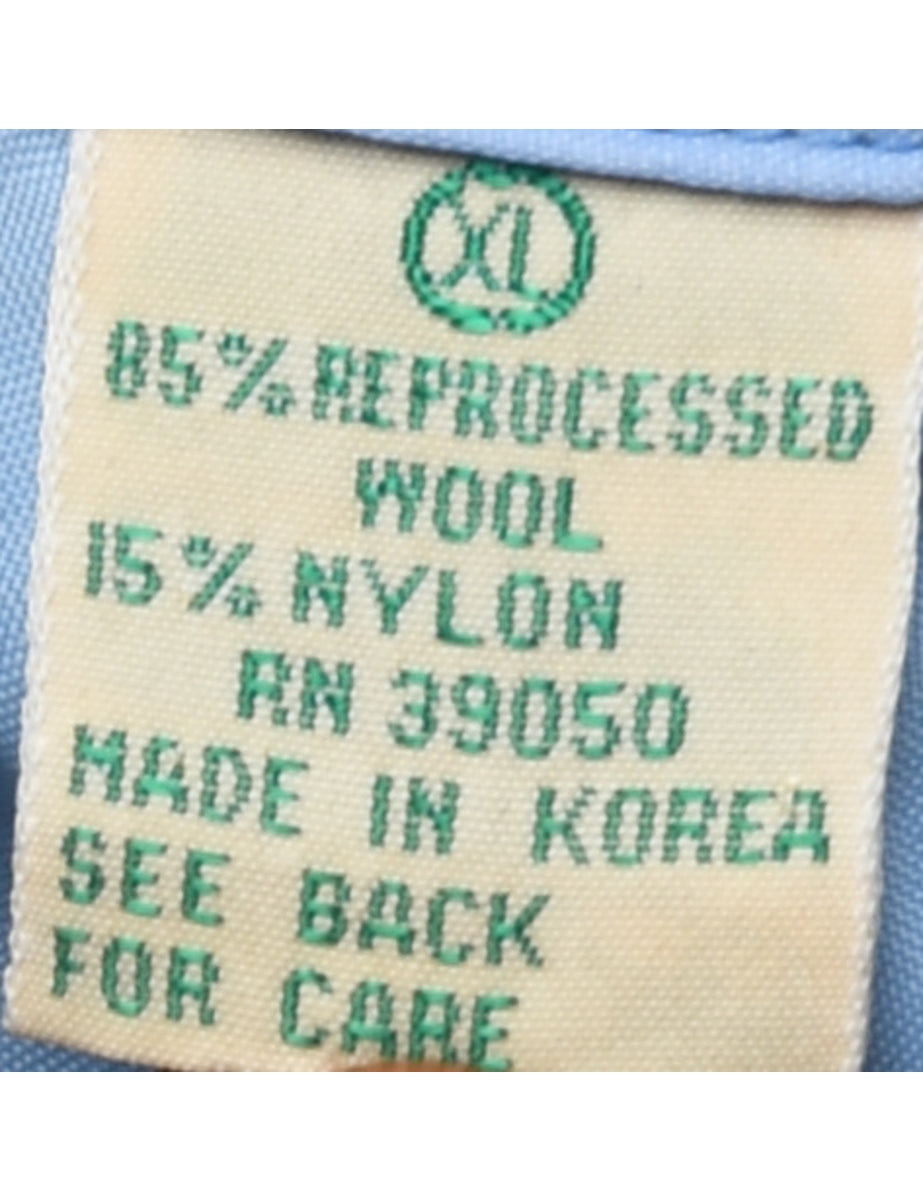 XL
85% REPROCESSED
WOOL
15% NYLON
RN 39050
MADE IN KOREA
SEE BACK
FOR CARE